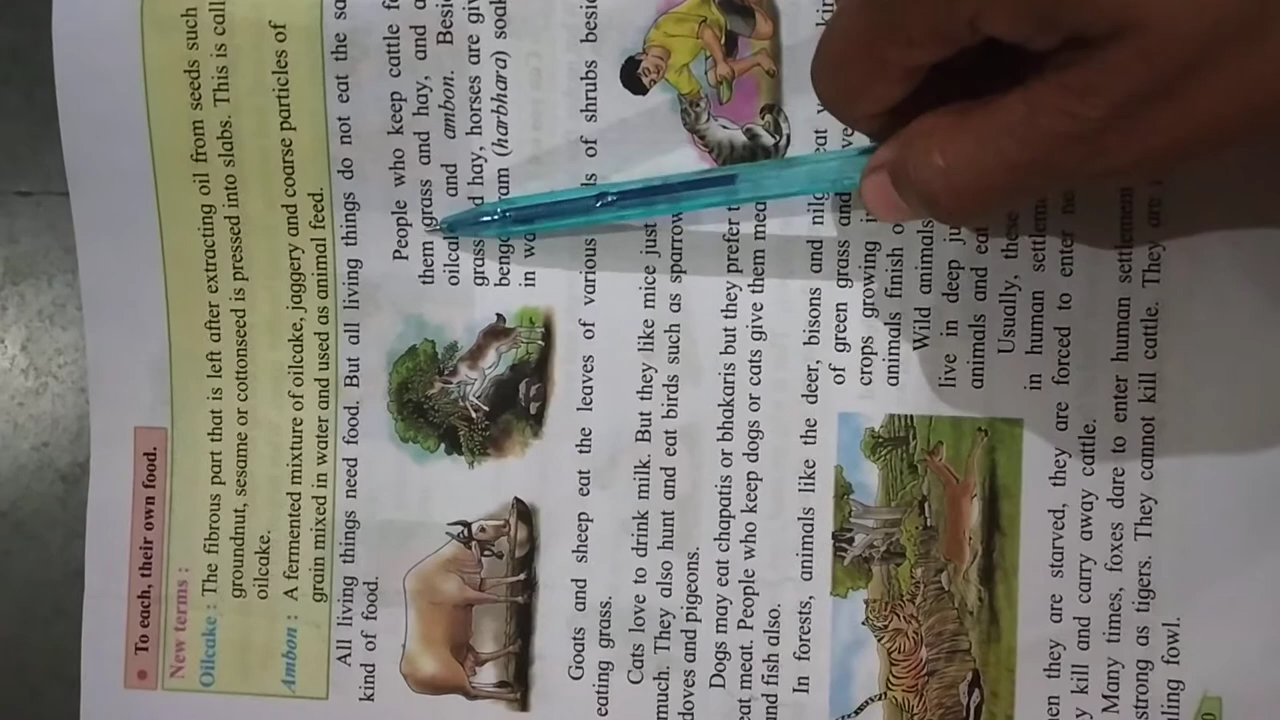 • To each, their own food.
New terms :
Oilcake : The fibrous part that is left after extracting oil from seeds such
groundnut, sesame or cottonseed is pressed into slabs. This is call
oilcake.
Ambon : A fermented mixture of oilcake, jaggery and coarse particles of
grain mixed in water and used as animal feed.
All living things need food. But all living things do not eat the sa
kind of food.
People who keep cattle f
them grass and hay, and a
oilca and ambon. Besi
grass d hay, horses are giv
beng am (harbhara) soak
in wa
Goats and sheep eat the leaves of various ds of shrubs besid
eating grass.
Cats love to drink milk. But they like mice just
much. They also hunt and eat birds such as sparrow
doves and pigeons.
Dogs may eat chapatis or bhakaris but they prefer t
eat meat. People who keep dogs or cats give them mea
and fish also.
In forests, animals like the deer, bisons and nilg eat v kin
of green grass and ve
crops growing i
animals finish o
Wild animals
live in deep ju
animals and eat
Usually, these
in human settlem
en they are starved, they are forced to enter ne
y kill and carry away cattle.
Many times, foxes dare to enter human settlement
strong as tigers. They cannot kill cattle. They are
ling fowl.